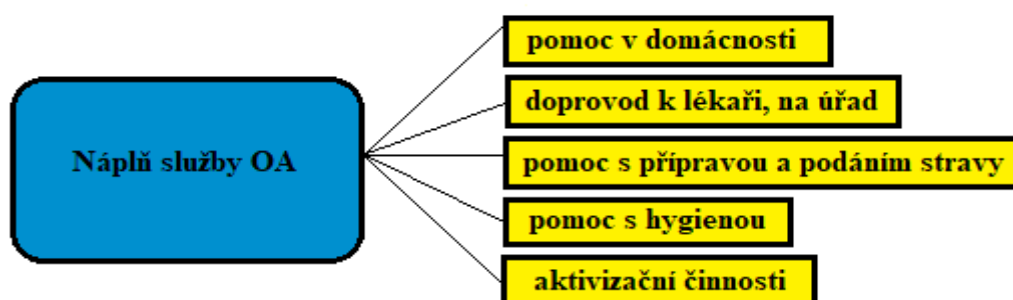 Náplň služby OA
pomoc v domácnosti
doprovod k lékaři, na úřad
pomoc s přípravou a podáním stravy
pomoc s hygienou
aktivizační činnosti